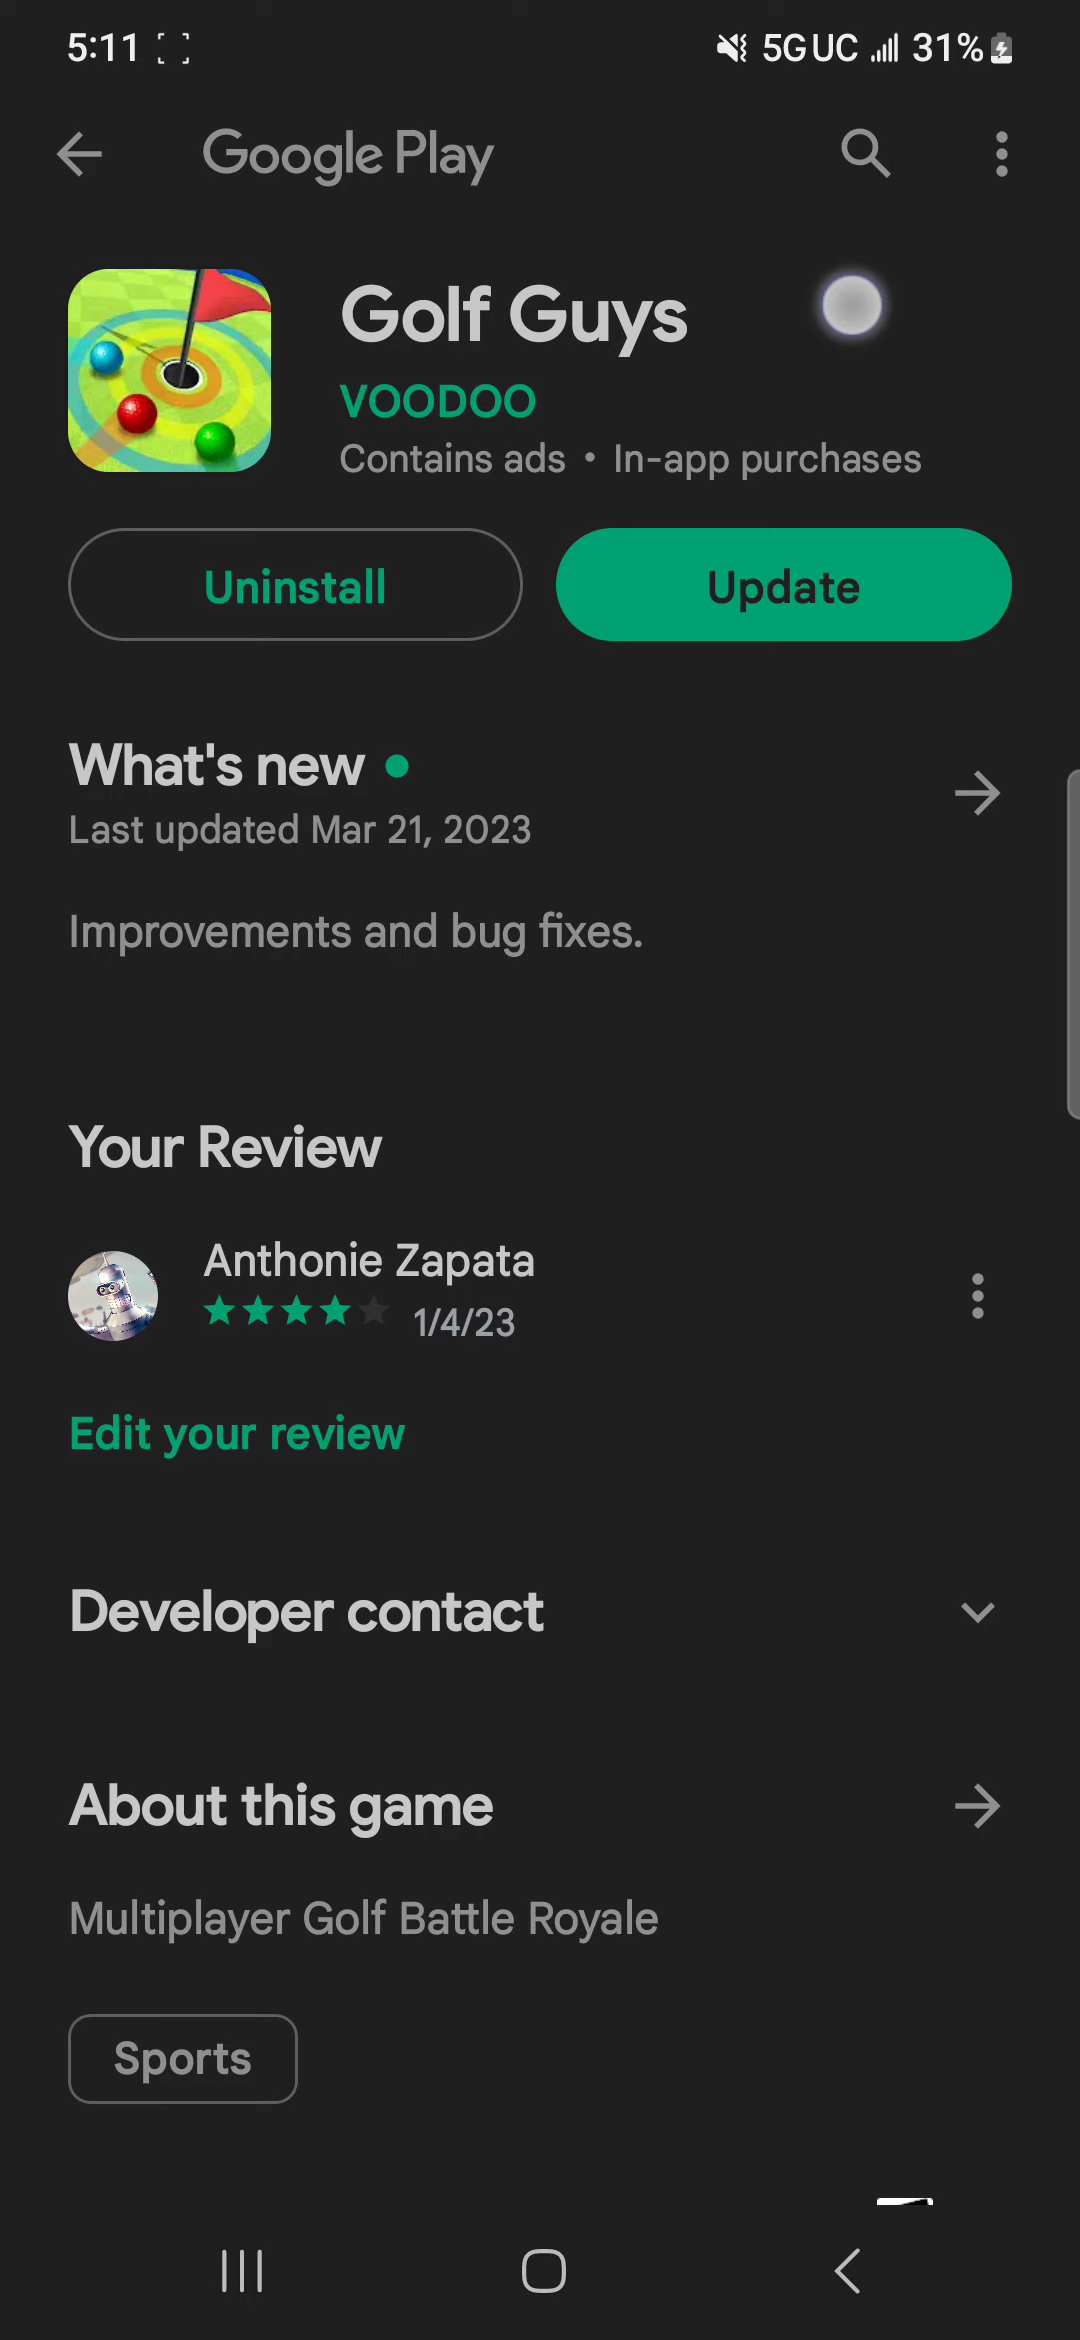 5:11 5G UC 31%
Google Play
Golf Guys
VOODOO
Contains ads • In-app purchases
Uninstall
Update
What's new
Last updated Mar 21, 2023
Improvements and bug fixes.
Your Review
Anthonie Zapata
1/4/23
Edit your review
Developer contact
About this game
Multiplayer Golf Battle Royale
Sports